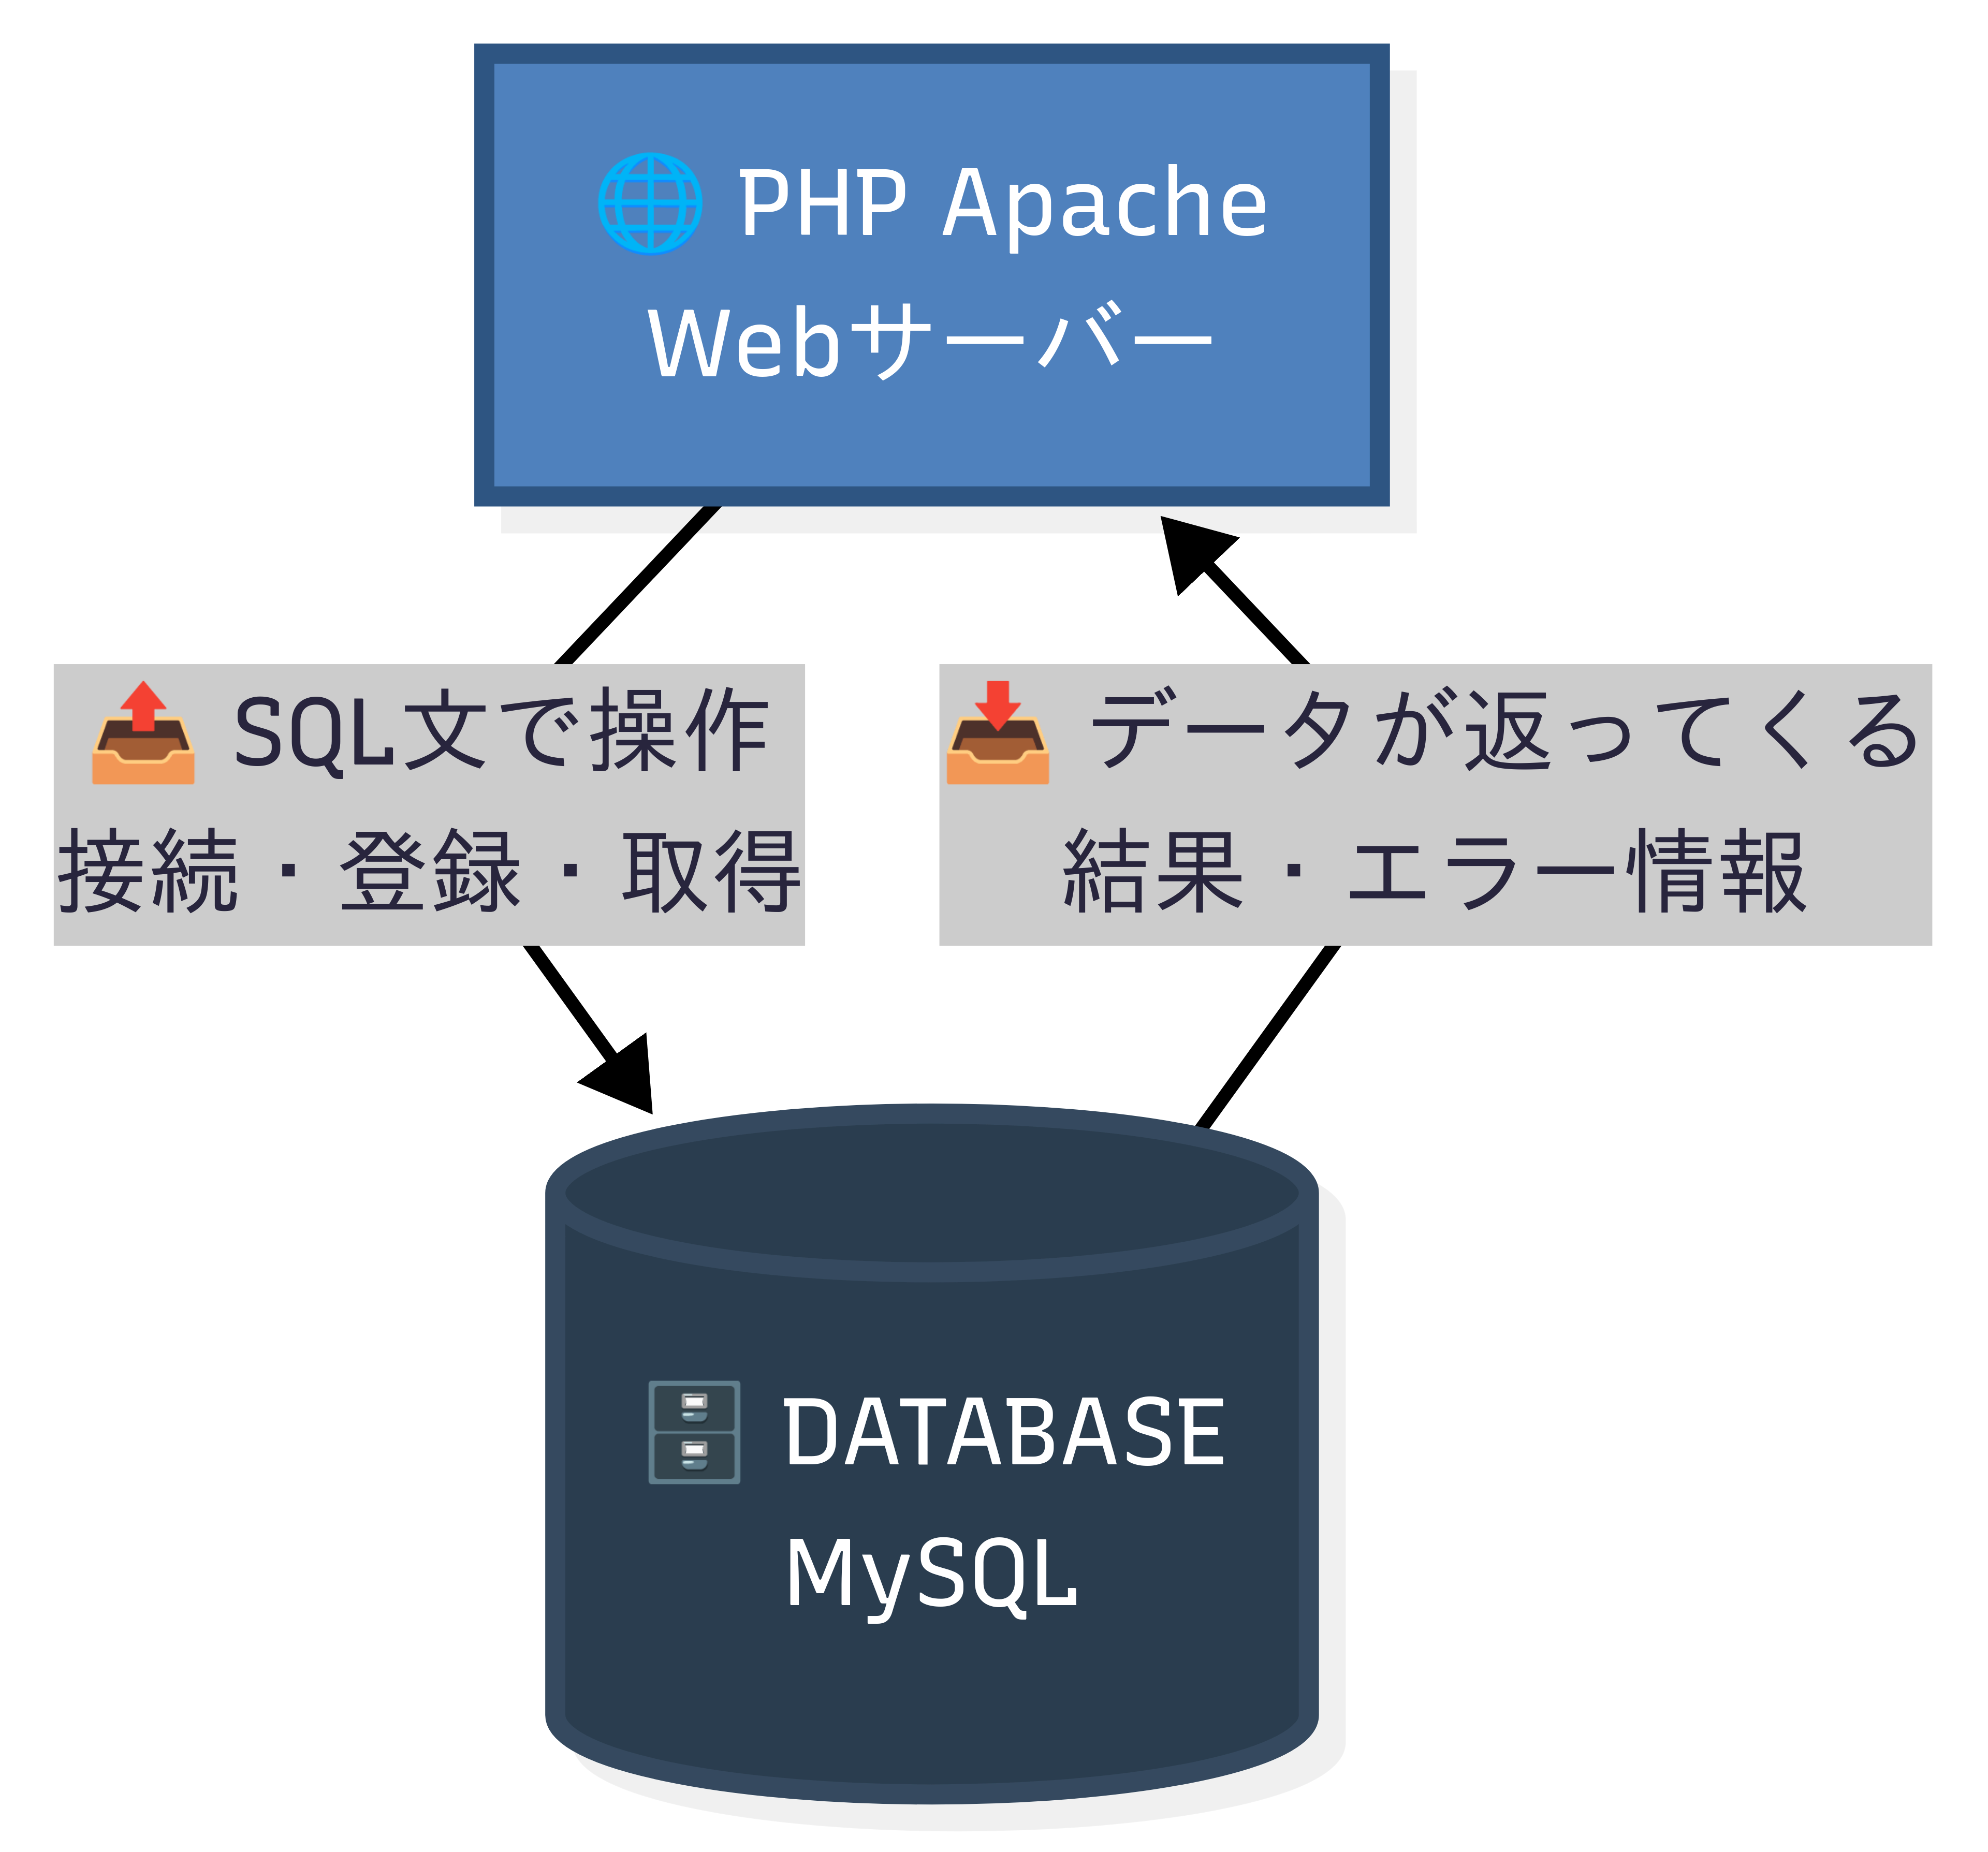 🌐 PHP Apache
Webサーバー
📤 SQL文で操作
接続・登録・取得
📥 データが返ってくる
結果・エラー情報
🗄️ DATABASE
MySQL